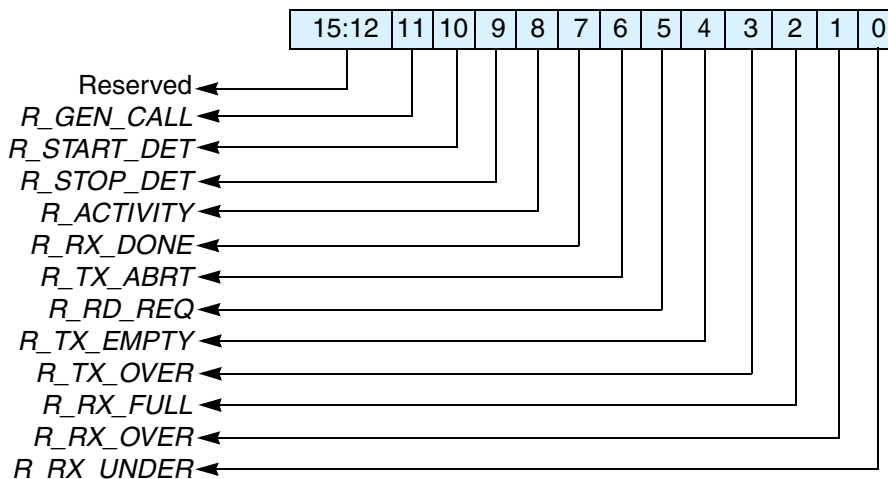 15:12 11 10 9 8 7 6 5 4 3 2 1 0
Reserved
R_GEN_CALL
R_START_DET
R_STOP_DET
R_ACTIVITY
R_RX_DONE
R_TX_ABRT
R_RD_REQ
R_TX_EMPTY
R_TX_OVER
R_RX_FULL
R_RX_OVER
R_RX_UNDER